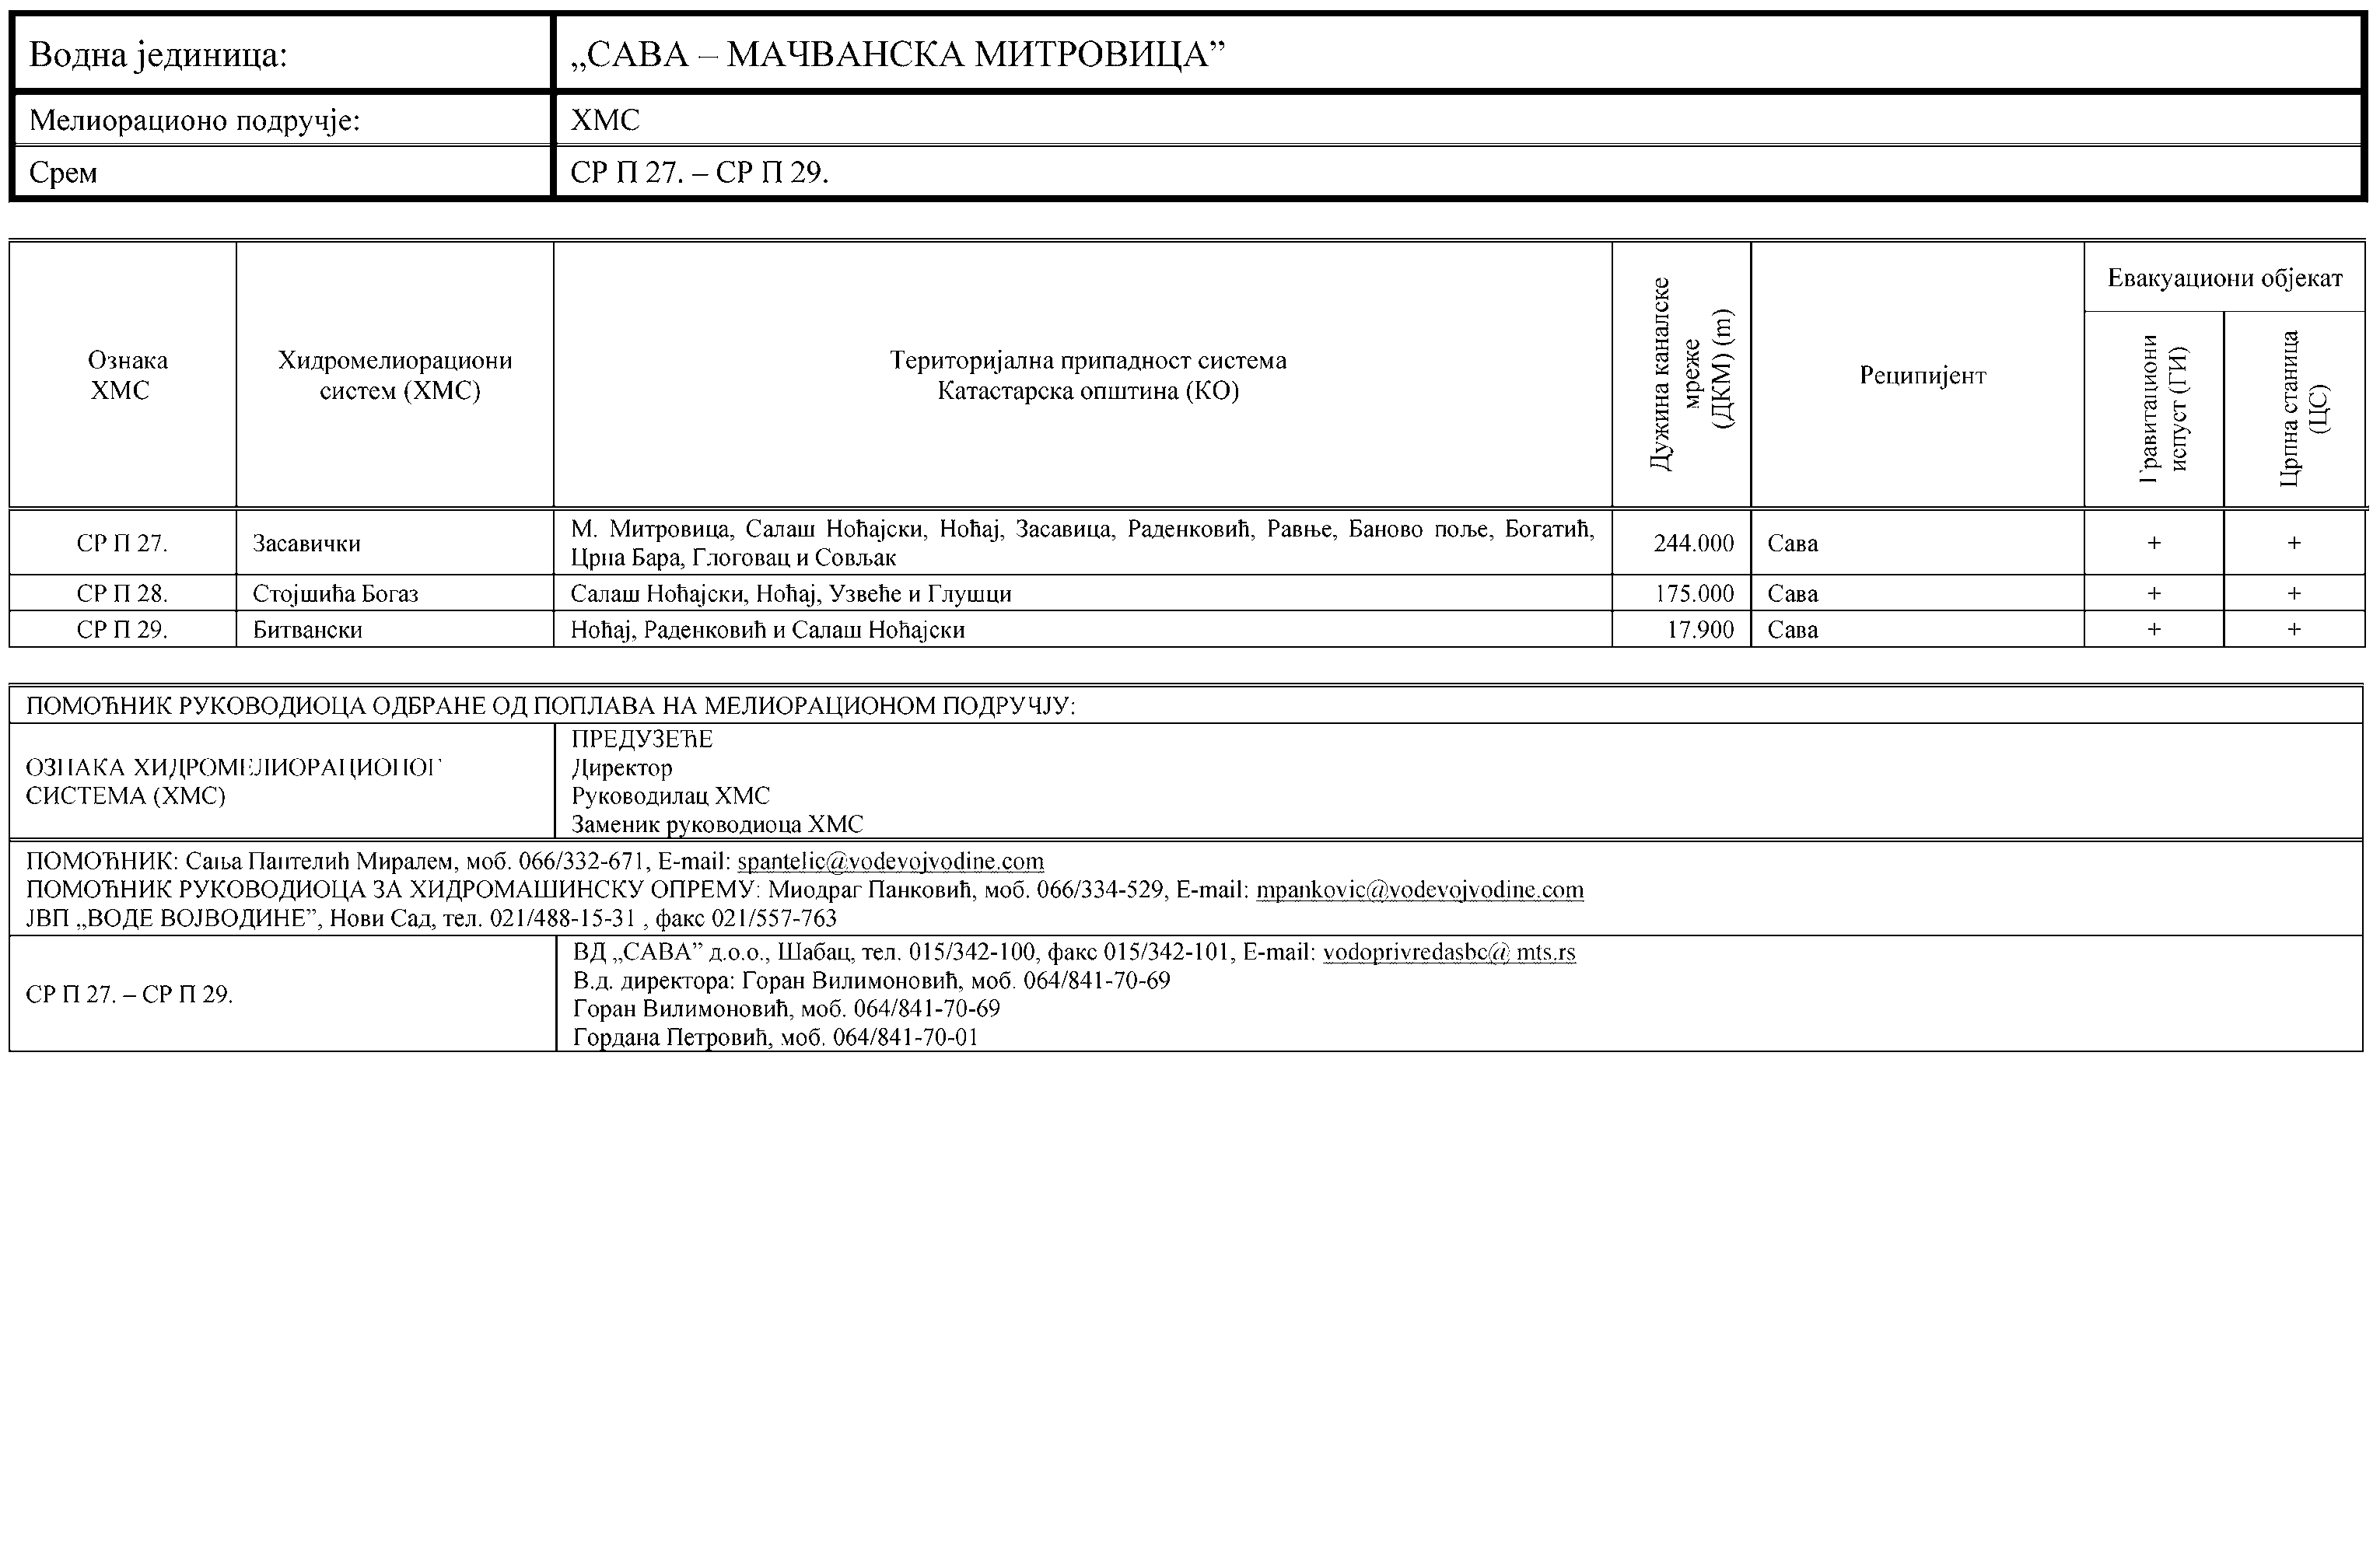 Водна јединица:
„САВА – МАЧВАНСКА МИТРОВИЦА”
Мелиорационо подручје:
ХМС
Срем
СР П 27. – СР П 29.
Ознака
ХМС
Хидромелиорациони
систем (ХМС)
Територијална припадност система
Катастарска општина (КО)
Дужина каналске
мреже
(ДКМ) (m)
Реципијент
Евакуациони објекат
Гравитациони
испуст (ГИ)
Црпна станица
(ЦС)
СР П 27.
Засавички
М. Митровица, Салаш Ноћајски, Ноћај, Засавица, Раденковић, Равње, Баново поље, Богатић,
Црна Бара, Глоговац и Совљак
244.000
Сава
+
+
СР П 28.
Стојшића Богаз
Салаш Ноћајски, Ноћај, Узвеће и Глушци
175.000
Сава
+
+
СР П 29.
Битвански
Ноћај, Раденковић и Салаш Ноћајски
17.900
Сава
+
+
ПОМОЋНИК РУКОВОДИОЦА ОДБРАНЕ ОД ПОПЛАВА НА МЕЛИОРАЦИОНОМ ПОДРУЧЈУ:
ОЗНАКА ХИДРОМЕЛИОРАЦИОНОГ
СИСТЕМА (ХМС)
ПРЕДУЗЕЋЕ
Директор
Руководилац ХМС
Заменик руководиоца ХМС
ПОМОЋНИК: Сања Пантелић Миралем, моб. 066/332-671, E-mail: spantelic@vodevojvodine.com
ПОМОЋНИК РУКОВОДИОЦА ЗА ХИДРОМАШИНСКУ ОПРЕМУ: Миодраг Панковић, моб. 066/334-529, E-mail: mpankovic@vodevojvodine.com
ЈВП „ВОДЕ ВОЈВОДИНЕ”, Нови Сад, тел. 021/488-15-31 , факс 021/557-763
СР П 27. – СР П 29.
ВД „САВА” д.о.о., Шабац, тел. 015/342-100, факс 015/342-101, E-mail: vodoprivredasbc@ mts.rs
В.д. директора: Горан Вилимоновић, моб. 064/841-70-69
Горан Вилимоновић, моб. 064/841-70-69
Гордана Петровић, моб. 064/841-70-01